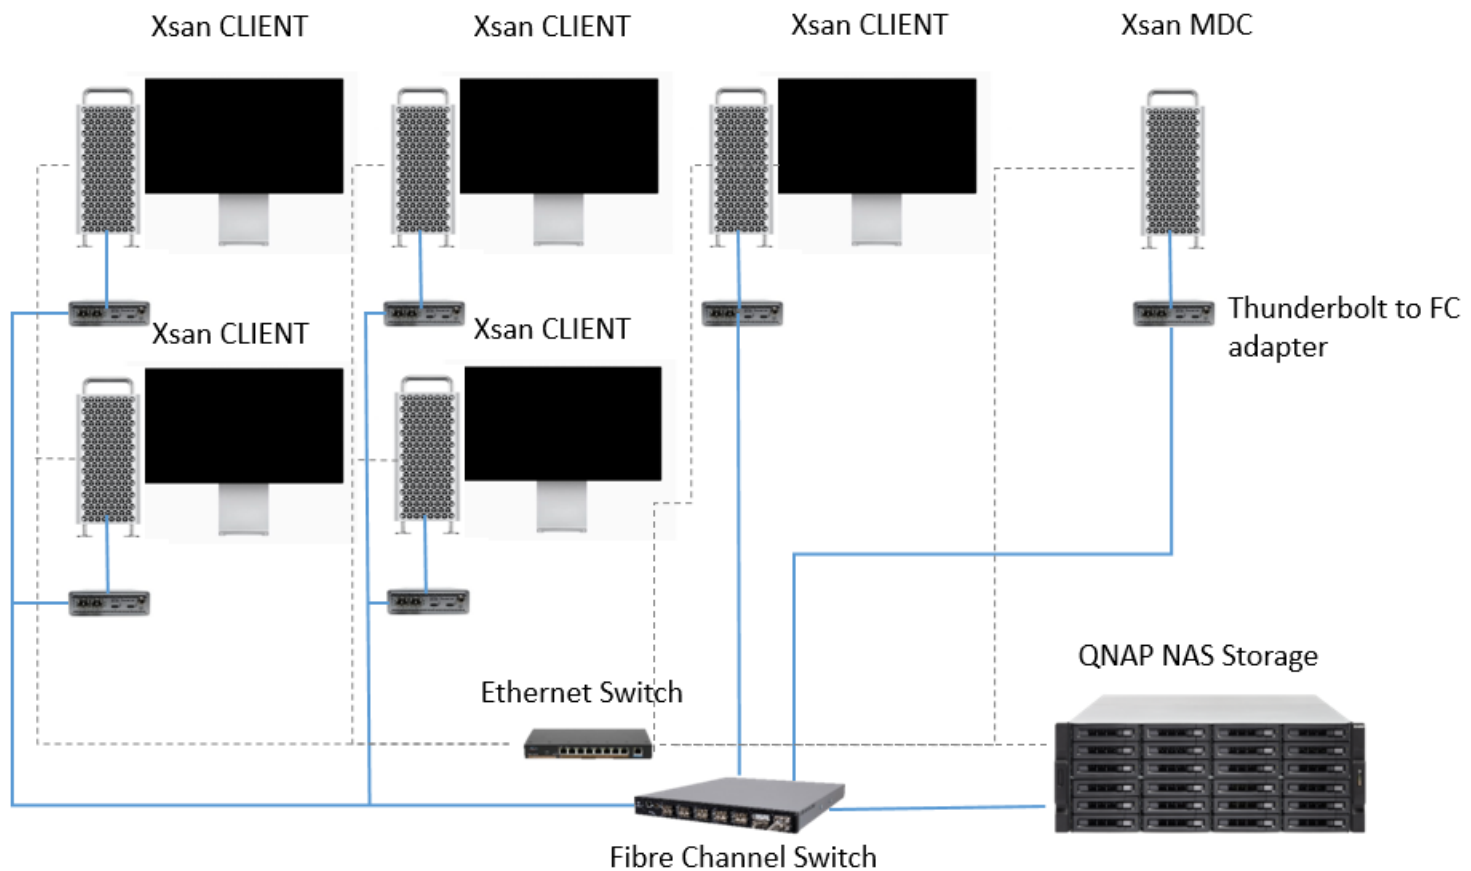 Xsan CLIENT
Xsan CLIENT
Xsan CLIENT
Xsan MDC
Thunderbolt to FC
adapter
Xsan CLIENT
Xsan CLIENT
QNAP NAS Storage
Ethernet Switch
Fibre Channel Switch